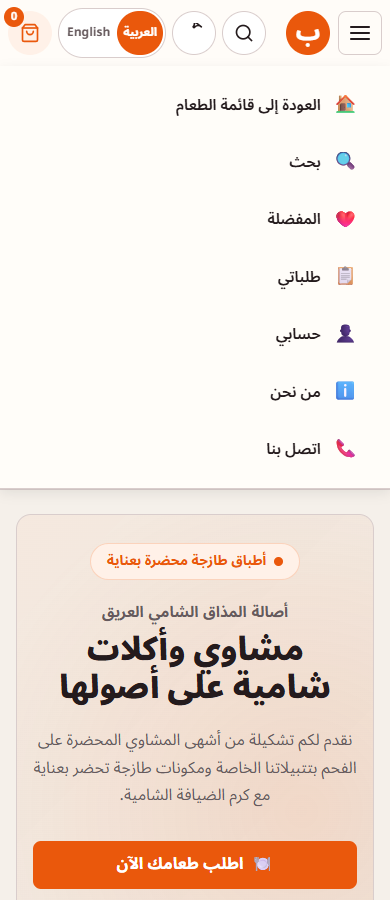 ب
العربية
English
0
العودة إلى قائمة الطعام
بحث
المفضلة
طلباتي
حسابي
من نحن
اتصل بنا
أطباق طازجة محضرة بعناية
أصالة المذاق الشامي العريق
مشاوي وأكلات
شامية على أصولها
نقدم لكم تشكيلة من أشهى المشاوي المحضرة على
الفحم بتتبيلاتنا الخاصة ومكونات طازجة تحضر بعناية
مع كرم الضيافة الشامية.
اطلب طعامك الآن